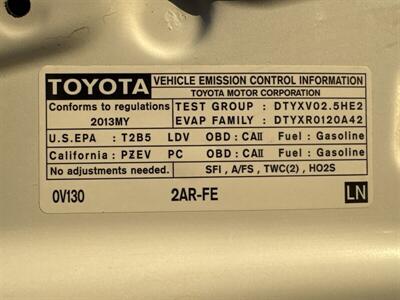 TOYOTA VEHICLE EMISSION CONTROL INFORMATION
TOYOTA MOTOR CORPORATION
Conforms to regulations
2013MY
TEST GROUP : DTYXV02.5HE2
EVAP FAMILY : DTYXR0120A42
U.S.EPA : T2B5 LDV OBD : CAII Fuel : Gasoline
California : PZEV PC OBD : CAII Fuel : Gasoline
No adjustments needed. SFI , A/FS , TWC(2) , HO2S
0V130 2AR-FE LN